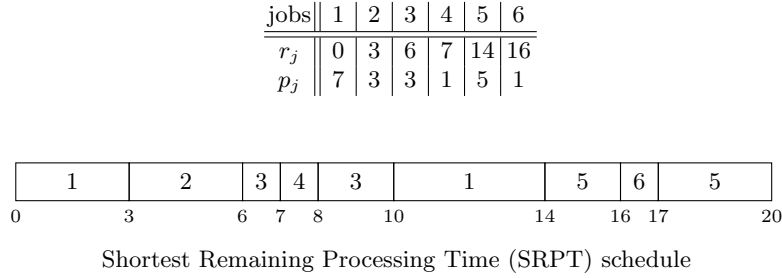 jobs 1 2 3 4 5 6
r_j 0 3 6 7 14 16
p_j 7 3 3 1 5 1
1 2 3 4 3 1 5 6 5
0 3 6 7 8 10 14 16 17 20
Shortest Remaining Processing Time (SRPT) schedule